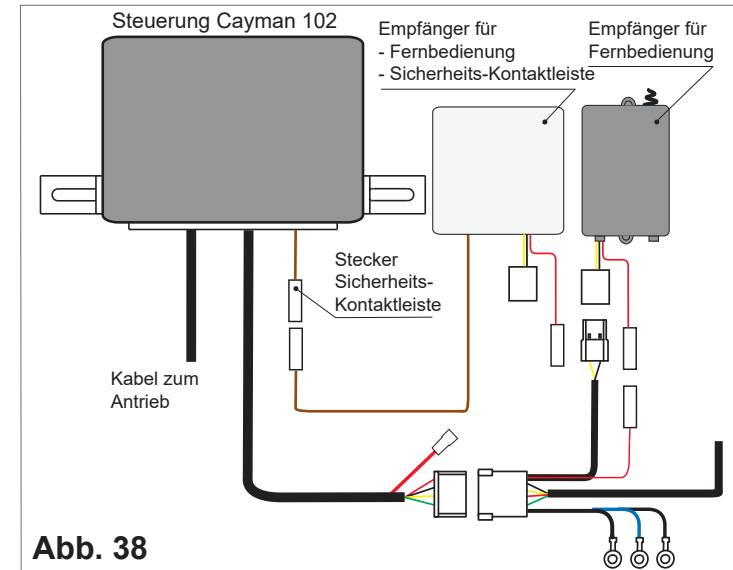 Steuerung Cayman 102
Empfänger für
- Fernbedienung
- Sicherheits-Kontaktleiste
Empfänger für
Fernbedienung
Stecker
Sicherheits-
Kontaktleiste
Kabel zum
Antrieb
Abb. 38